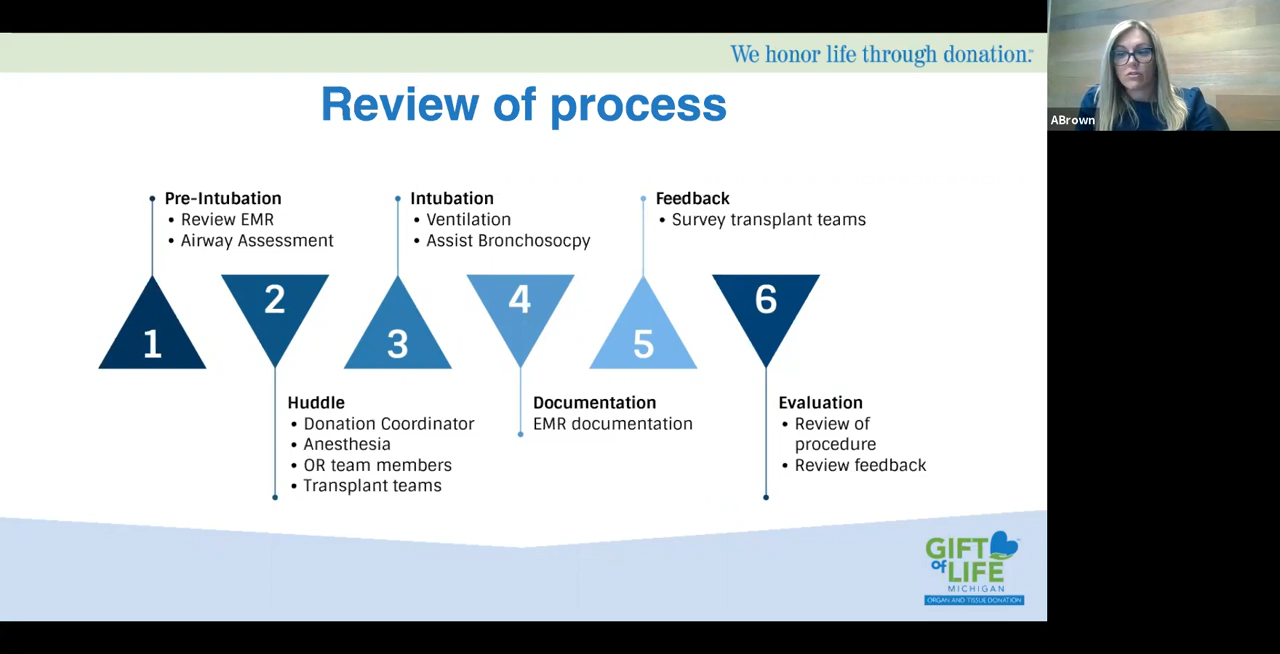 We honor life through donation.
ABrown
Review of process
Pre-Intubation
• Review EMR
• Airway Assessment
Intubation
• Ventilation
• Assist Bronchosocpy
Feedback
• Survey transplant teams
1
2
3
4
5
6
Huddle
• Donation Coordinator
• Anesthesia
• OR team members
• Transplant teams
Documentation
EMR documentation
Evaluation
• Review of
procedure
• Review feedback
GIFT
of LIFE
MICHIGAN
ORGAN AND TISSUE DONATION